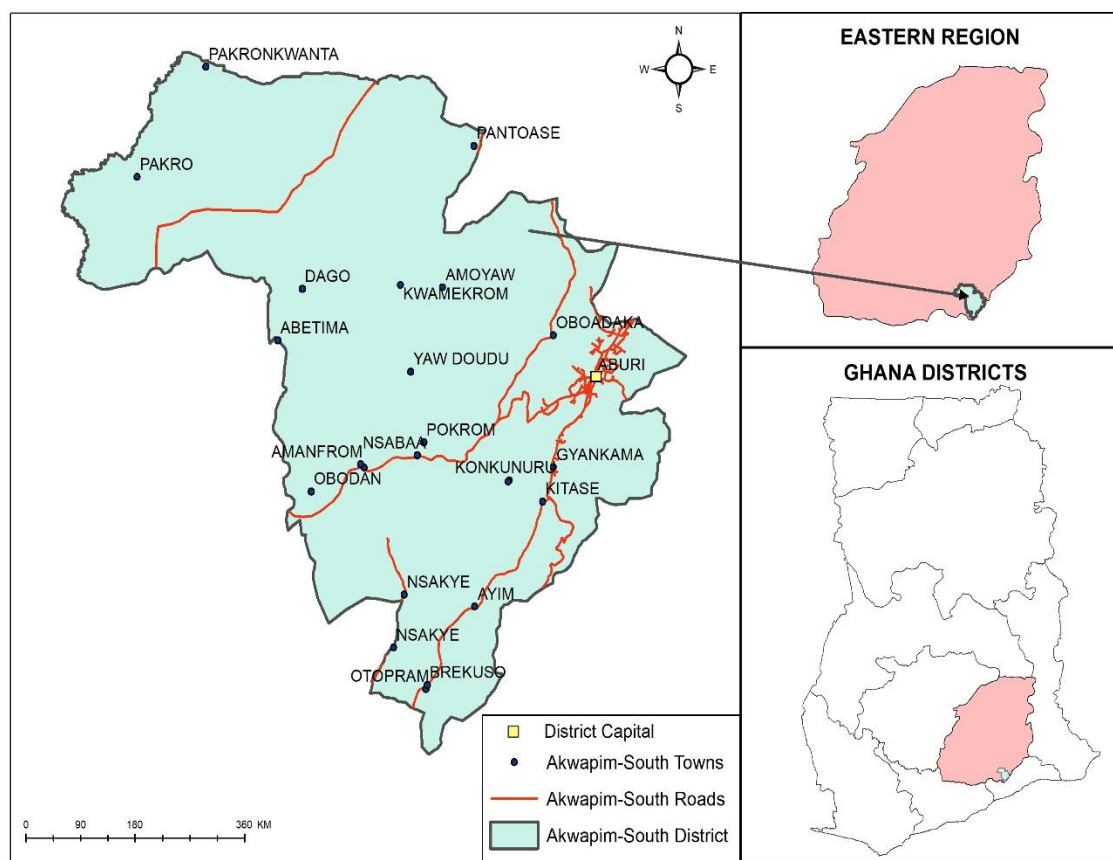 PAKRONKWANTA
N
W
E
S
PANTOASE
PAKRO
DAGO
AMOYAW
KWAMEKROM
OBOADAKA
ABETIMA
YAW DOUDU
ABURI
POKROM
NSABAA
AMANFROM
GYANKAMA
KONKUNURU
OBODAN
KITASE
NSAKYE
AYIM
NSAKYE
OTOPRAM
BREKUSO
0 90 180 360 KM
District Capital
Akwapim-South Towns
Akwapim-South Roads
Akwapim-South District
EASTERN REGION
GHANA DISTRICTS